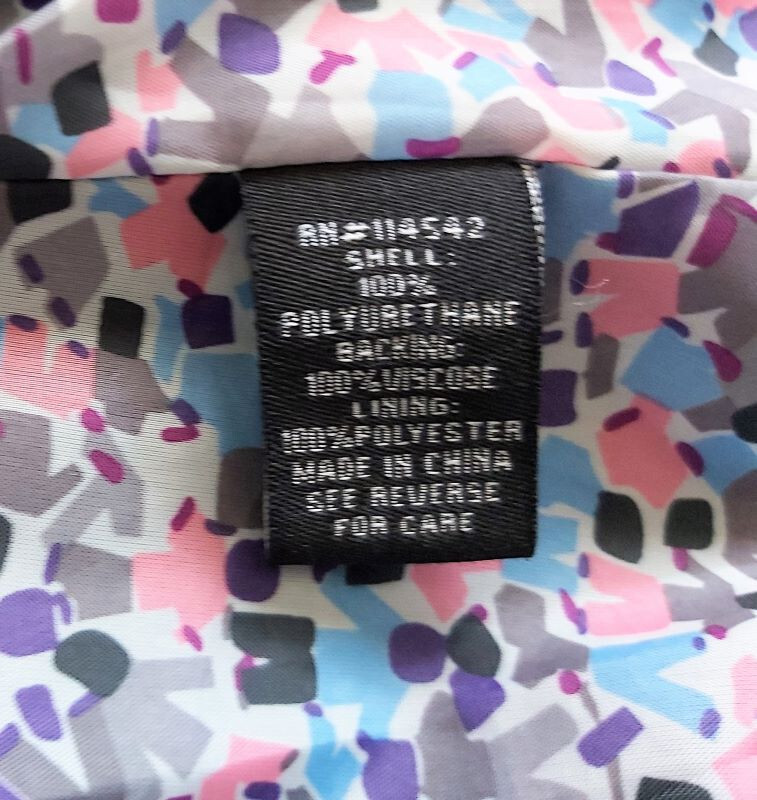 RN#114542
SHELL:
100%
POLYURETHANE
BACKING:
100%VISCOSE
LINING:
100%POLYESTER
MADE IN CHINA
SEE REVERSE
FOR CARE